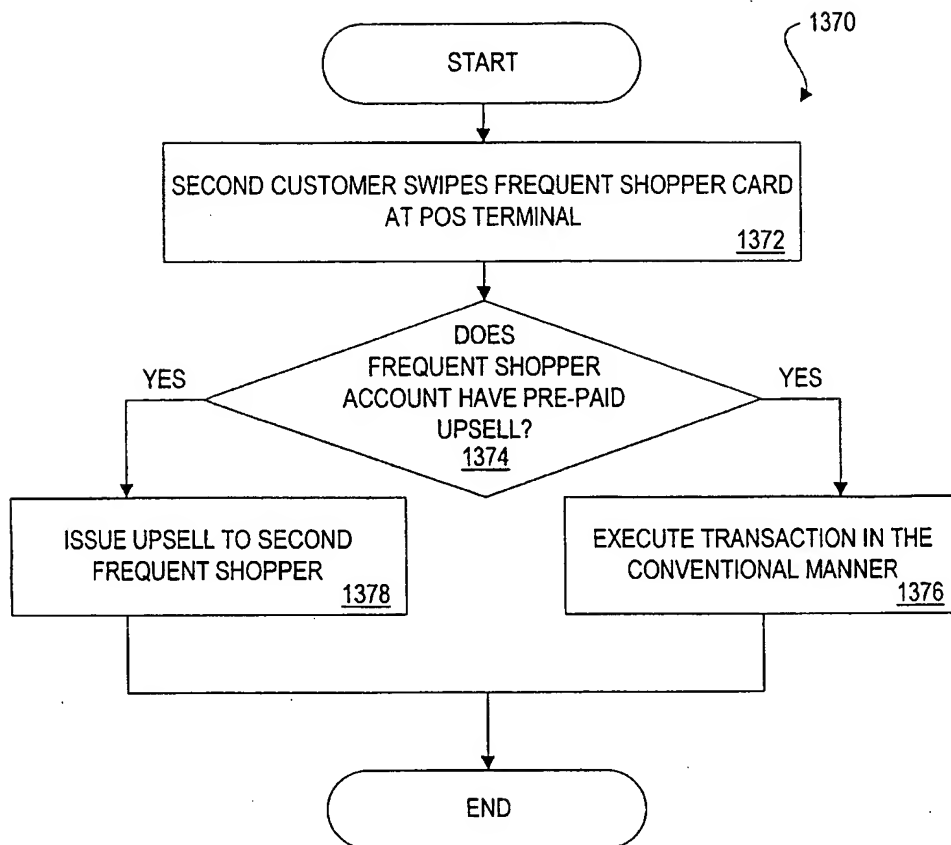 1370
START
SECOND CUSTOMER SWIPES FREQUENT SHOPPER CARD
AT POS TERMINAL
1372
DOES
FREQUENT SHOPPER
ACCOUNT HAVE PRE-PAID
UPSELL?
1374
YES
YES
ISSUE UPSELL TO SECOND
FREQUENT SHOPPER
1378
EXECUTE TRANSACTION IN THE
CONVENTIONAL MANNER
1376
END